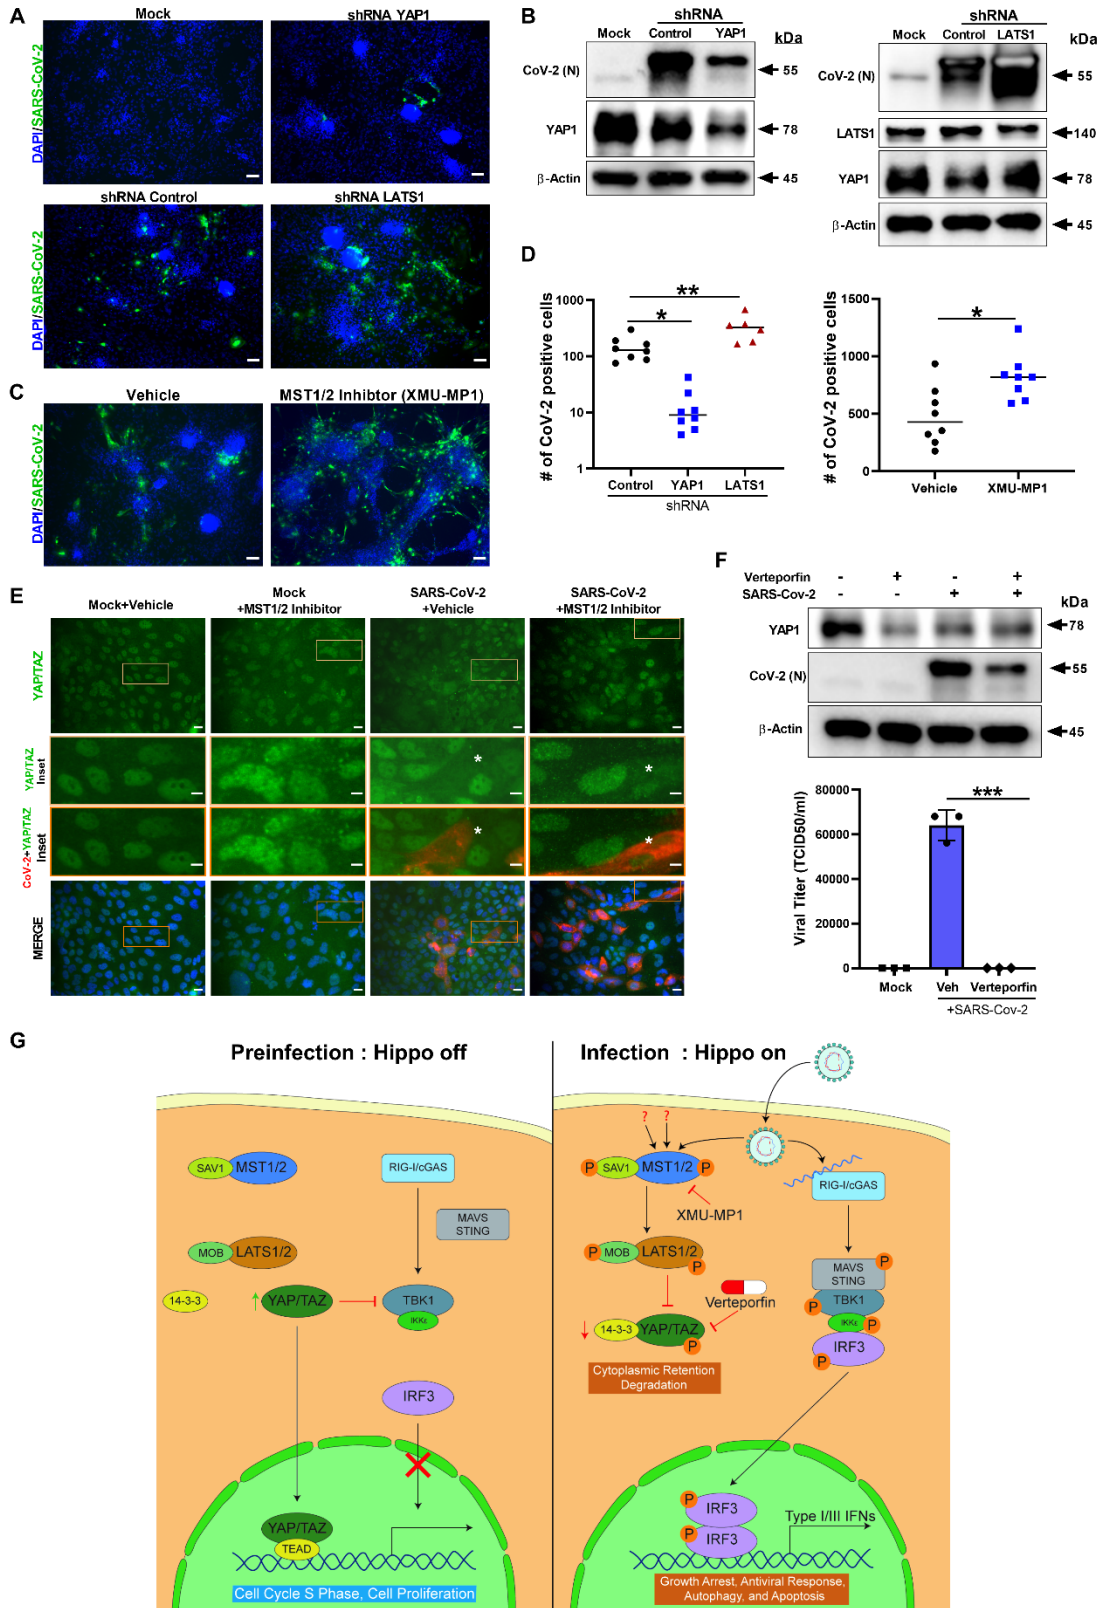 A
Mock
shRNA YAP1
DAPI/SARS-CoV-2
shRNA Control
shRNA LATS1
DAPI/SARS-CoV-2
B
shRNA
Mock
Control
YAP1
kDa
CoV-2 (N)
55
YAP1
78
β-Actin
45
shRNA
Mock
Control
LATS1
kDa
CoV-2 (N)
55
LATS1
140
YAP1
78
β-Actin
45
C
Vehicle
MST1/2 Inhibtor (XMU-MP1)
DAPI/SARS-CoV-2
D
# of CoV-2 positive cells
1000
100
10
1
**
*
Control
YAP1
LATS1
shRNA
# of CoV-2 positive cells
1500
1000
500
0
*
Vehicle
XMU-MP1
E
Mock+Vehicle
Mock
+MST1/2 Inhibitor
SARS-CoV-2
+Vehicle
SARS-CoV-2
+MST1/2 Inhibitor
YAP/TAZ
YAP/TAZ
Inset
*
*
CoV-2+YAP/TAZ
Inset
*
*
MERGE
F
Verteporfin - + - +
SARS-Cov-2 - - + +
kDa
YAP1
78
CoV-2 (N)
55
β-Actin
45
Viral Titer (TCID50/ml)
80000
60000
40000
20000
0
***
Mock
Veh
Verteporfin
+SARS-Cov-2
G
Preinfection : Hippo off
SAV1
MST1/2
RIG-I/cGAS
MAVS
STING
MOB
LATS1/2
14-3-3
YAP/TAZ
TBK1
IKKε
IRF3
YAP/TAZ
TEAD
Cell Cycle S Phase, Cell Proliferation
Infection : Hippo on
?
?
P
SAV1
MST1/2
P
XMU-MP1
RIG-I/cGAS
P
MOB
LATS1/2
P
MAVS
STING
P
Verteporfin
TBK1
P
14-3-3
YAP/TAZ
P
IKKε
P
IRF3
P
Cytoplasmic Retention
Degradation
P
IRF3
P
IRF3
Type I/III IFNs
Growth Arrest, Antiviral Response,
Autophagy, and Apoptosis